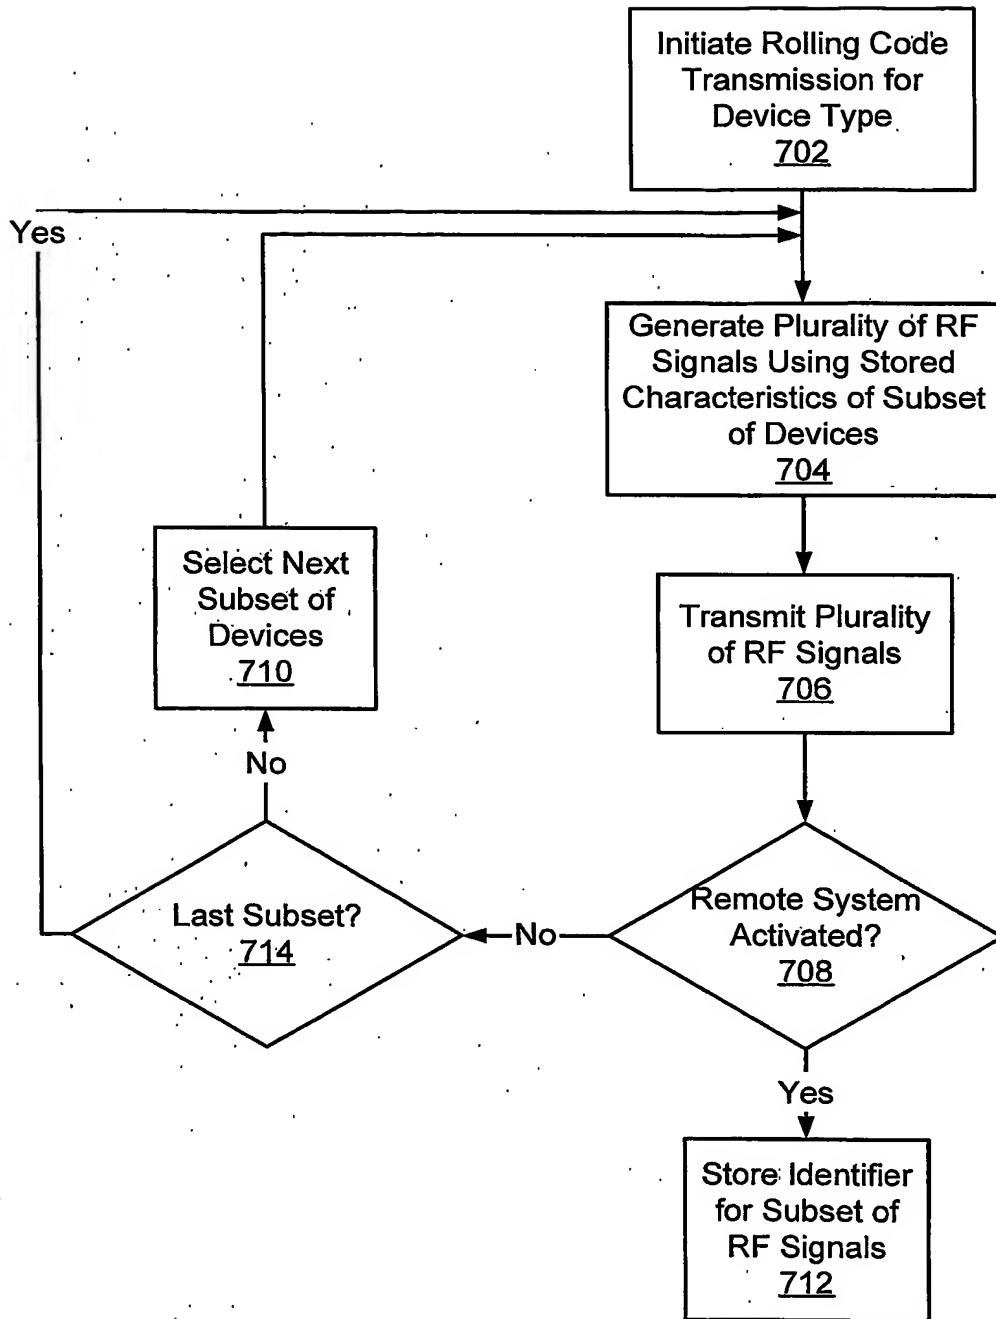 Initiate Rolling Code
Transmission for
Device Type
702
Yes
Generate Plurality of RF
Signals Using Stored
Characteristics of Subset
of Devices
704
Select Next
Subset of
Devices
710
Transmit Plurality
of RF Signals
706
No
Last Subset?
714
No
Remote System
Activated?
708
Yes
Store Identifier
for Subset of
RF Signals
712